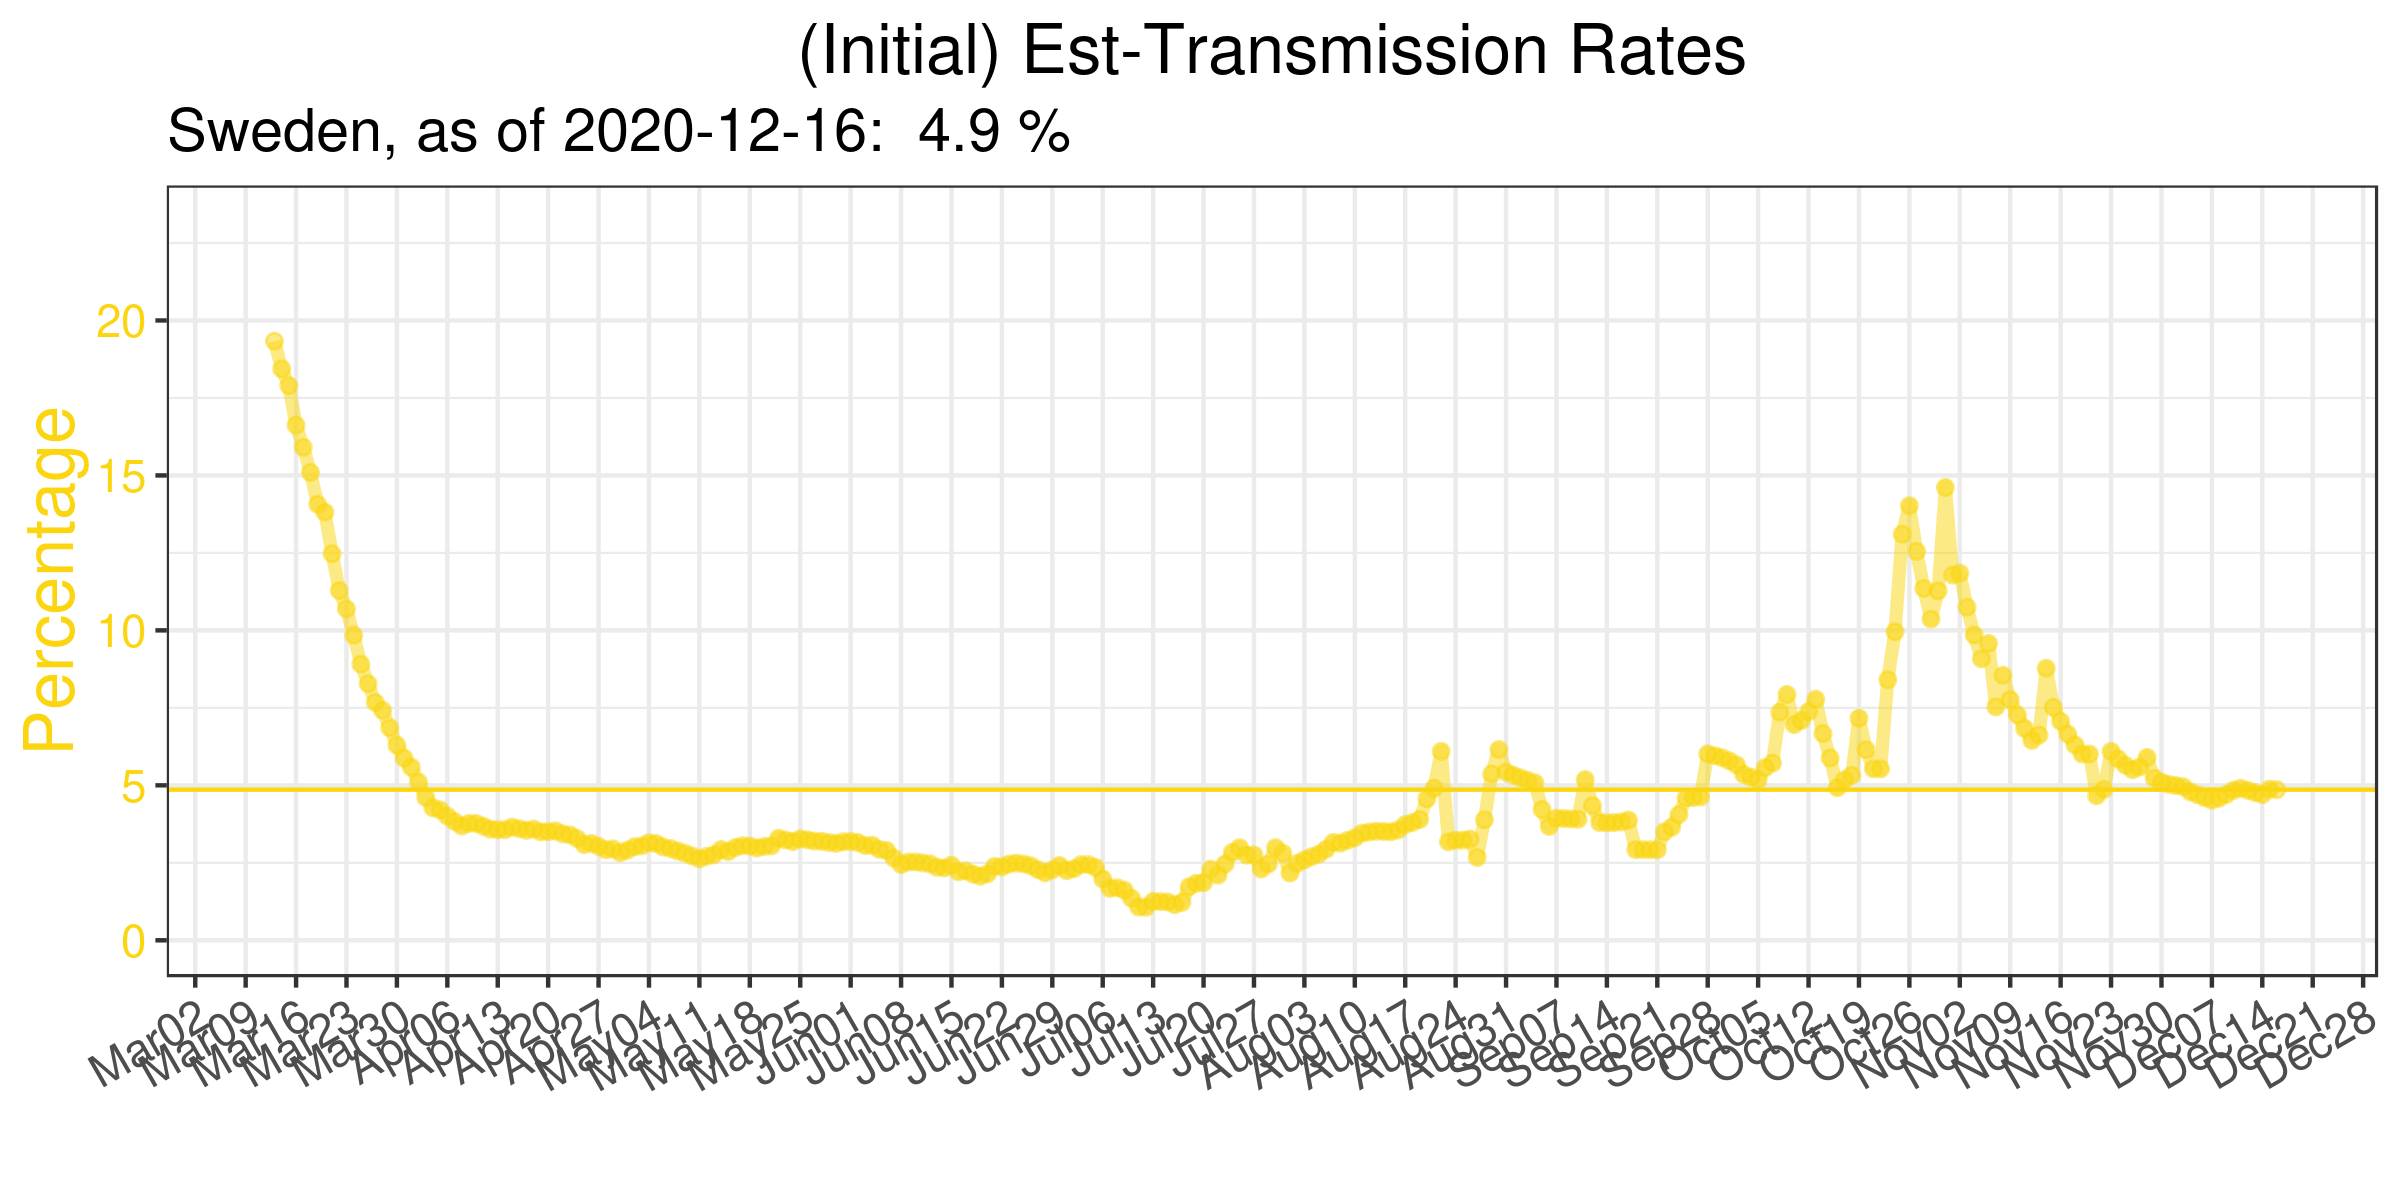 (Initial) Est-Transmission Rates
Sweden, as of 2020-12-16:  4.9 %
Percentage
20
15
10
5
0
Mar02
Mar09
Mar16
Mar23
Mar30
Apr06
Apr13
Apr20
Apr27
May04
May11
May18
May25
Jun01
Jun08
Jun15
Jun22
Jun29
Jul06
Jul13
Jul20
Jul27
Aug03
Aug10
Aug17
Aug24
Aug31
Sep07
Sep14
Sep21
Sep28
Oct05
Oct12
Oct19
Oct26
Nov02
Nov09
Nov16
Nov23
Nov30
Dec07
Dec14
Dec21
Dec28